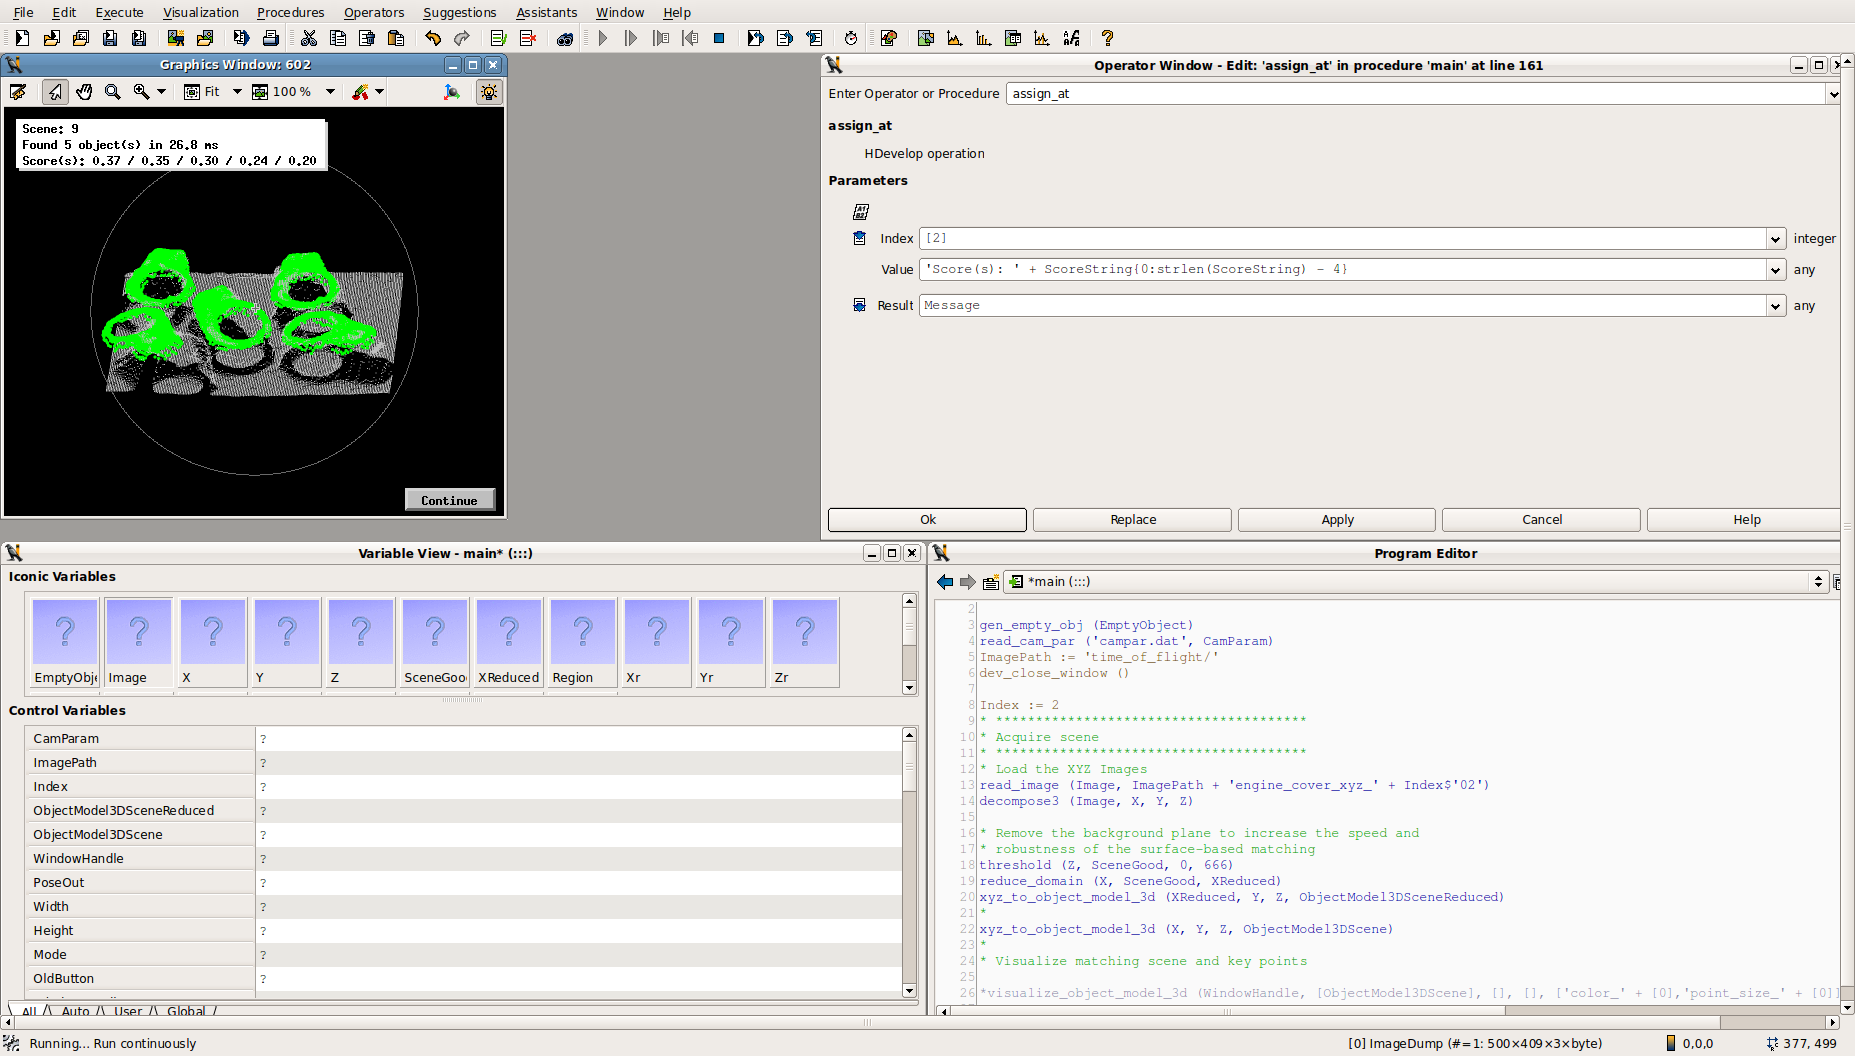 File Edit Execute Visualization Procedures Operators Suggestions Assistants Window Help
Graphics Window: 602
Fit 100 %
Scene: 9
Found 5 object(s) in 26.8 ms
Score(s): 0.37 / 0.35 / 0.30 / 0.24 / 0.20
Continue
Operator Window - Edit: 'assign_at' in procedure 'main' at line 161
Enter Operator or Procedure assign_at
assign_at
HDevelop operation
Parameters
Index [2] integer
Value 'Score(s): ' + ScoreString{0:strlen(ScoreString) - 4} any
Result Message any
Ok Replace Apply Cancel Help
Variable View - main* (:::)
Iconic Variables
EmptyObje Image X Y Z SceneGoo XReduced Region Xr Yr Zr
Control Variables
CamParam ?
ImagePath ?
Index ?
ObjectModel3DSceneReduced ?
ObjectModel3DScene ?
WindowHandle ?
PoseOut ?
Width ?
Height ?
Mode ?
OldButton ?
All Auto User Global
Program Editor
*main (:::)
2
3 gen_empty_obj (EmptyObject)
4 read_cam_par ('campar.dat', CamParam)
5 ImagePath := 'time_of_flight/'
6 dev_close_window ()
7
8 Index := 2
9 * ***************************************
10 * Acquire scene
11 * ***************************************
12 * Load the XYZ Images
13 read_image (Image, ImagePath + 'engine_cover_xyz_' + Index$'02')
14 decompose3 (Image, X, Y, Z)
15
16 * Remove the background plane to increase the speed and
17 * robustness of the surface-based matching
18 threshold (Z, SceneGood, 0, 666)
19 reduce_domain (X, SceneGood, XReduced)
20 xyz_to_object_model_3d (XReduced, Y, Z, ObjectModel3DSceneReduced)
21 *
22 xyz_to_object_model_3d (X, Y, Z, ObjectModel3DScene)
23 *
24 * Visualize matching scene and key points
25
26 *visualize_object_model_3d (WindowHandle, [ObjectModel3DScene], [], [], ['color_' + [0],'point_size_' + [0]]
Running... Run continuously
[0] ImageDump (#=1: 500×409×3×byte) 0,0,0 377, 499